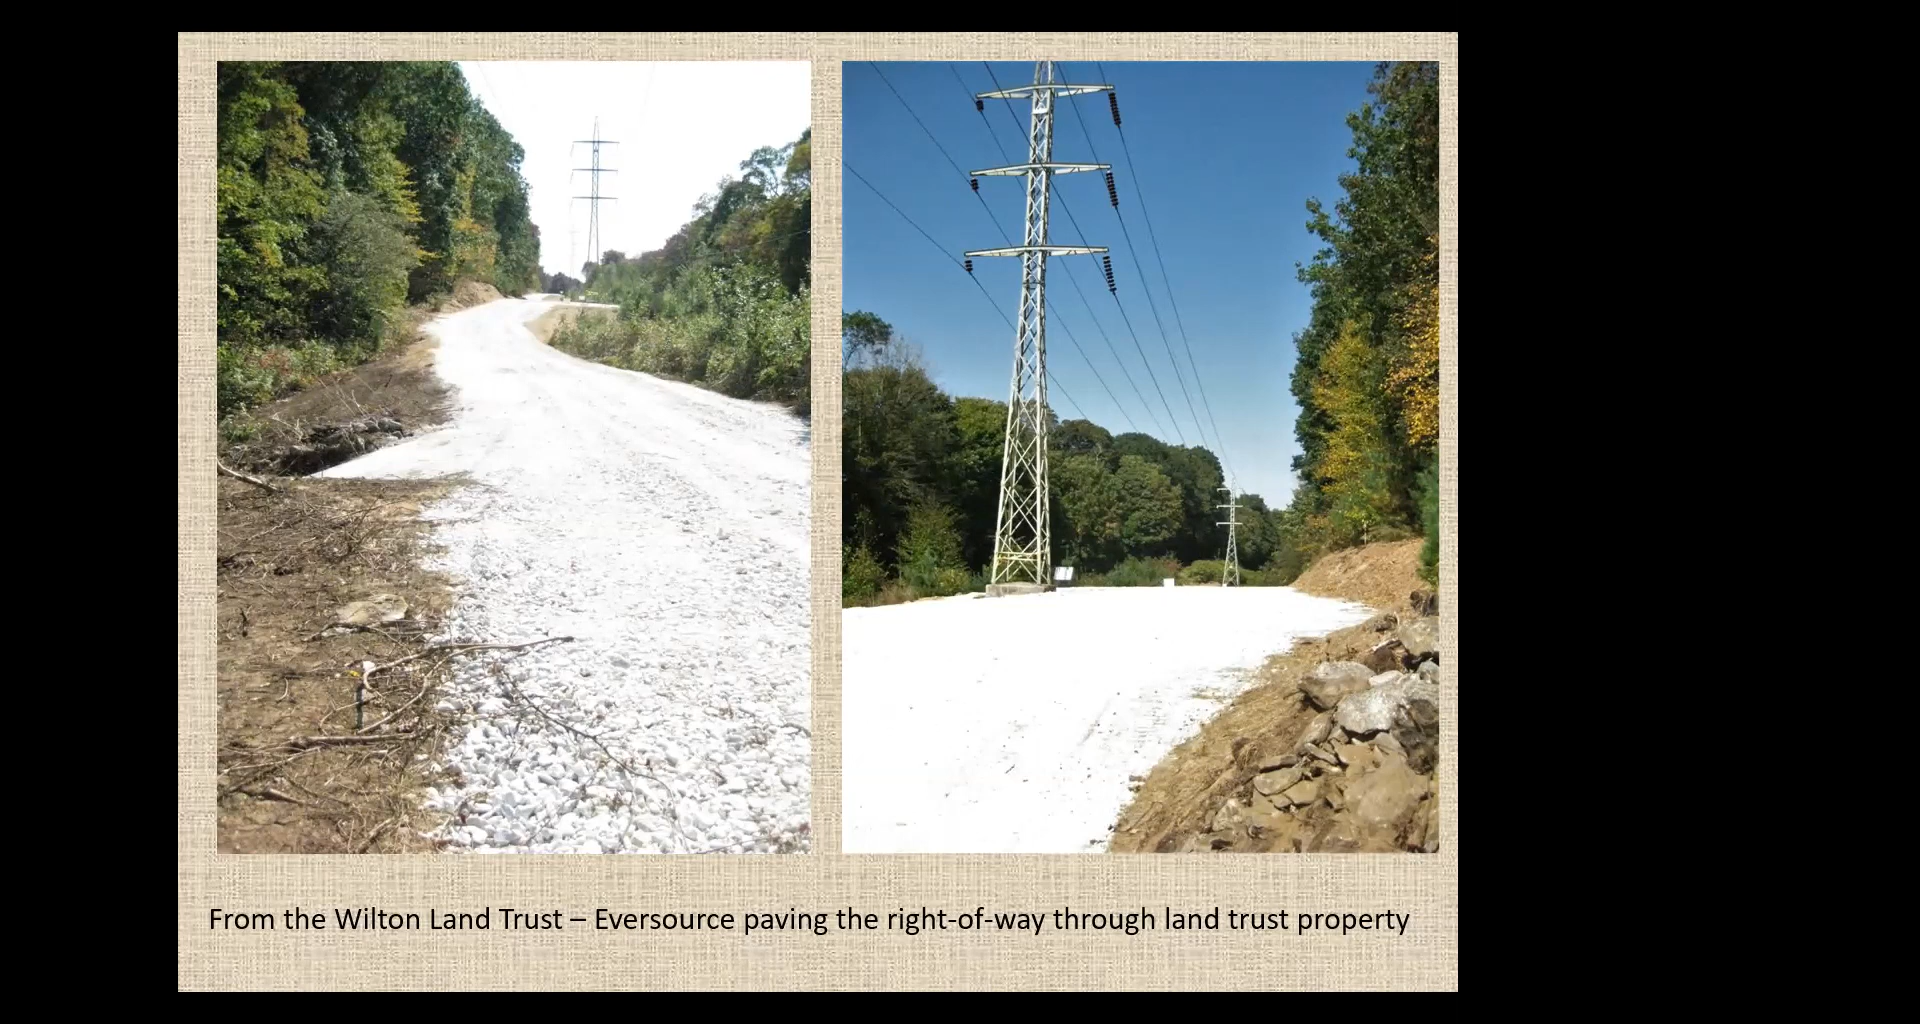 From the Wilton Land Trust – Eversource paving the right-of-way through land trust property